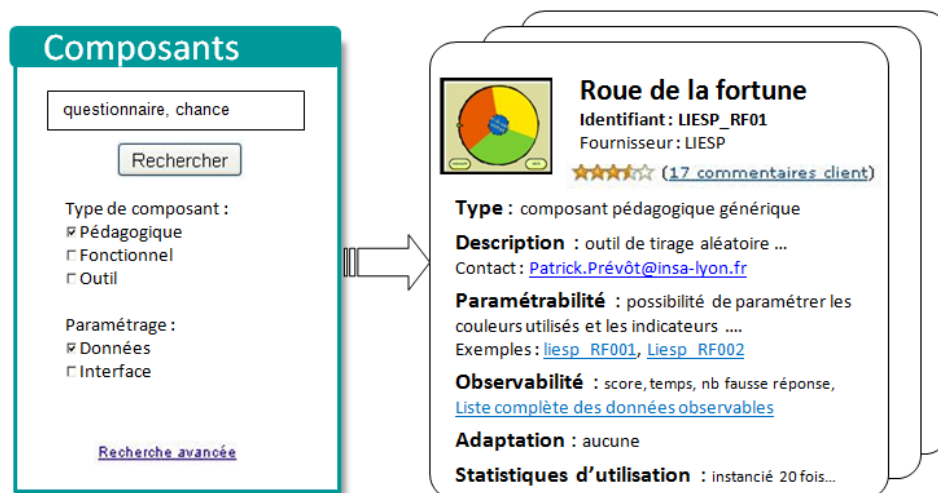 Composants
questionnaire, chance
Rechercher
Type de composant :
Pédagogique
Fonctionnel
Outil
Paramétrage :
Données
Interface
Recherche avancée
Roue de la fortune
Identifiant : LIESP_RF01
Fournisseur : LIESP
(17 commentaires client)
Type : composant pédagogique générique
Description : outil de tirage aléatoire ...
Contact : Patrick.Prévôt@insa-lyon.fr
Paramétrabilité : possibilité de paramétrer les
couleurs utilisés et les indicateurs ....
Exemples : liesp_RF001, Liesp_RF002
Observabilité : score, temps, nb fausse réponse,
Liste complète des données observables
Adaptation : aucune
Statistiques d'utilisation : instancié 20 fois...